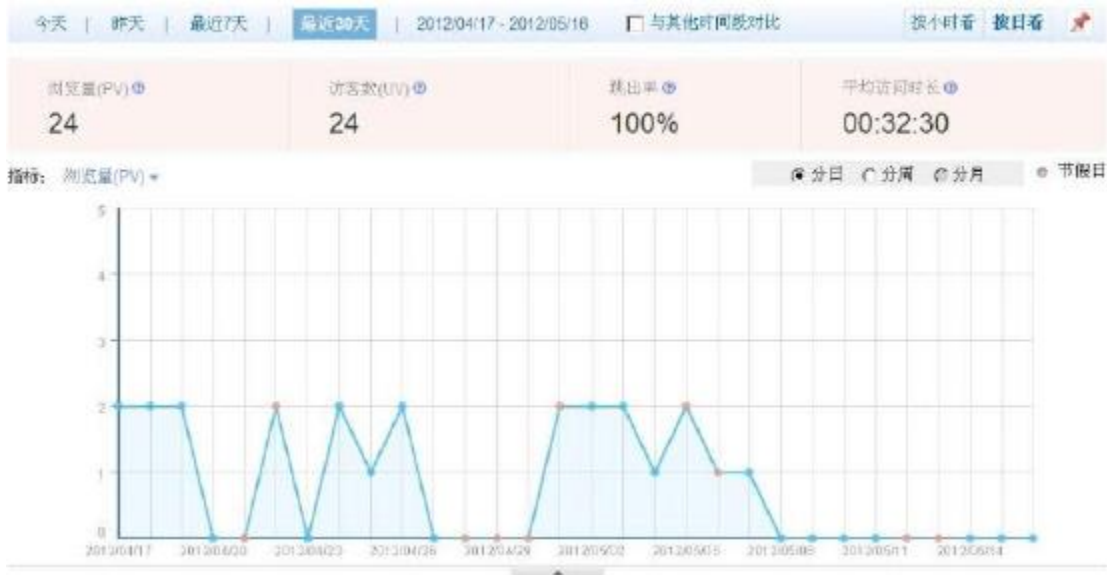 今天 | 昨天 | 最近7天 | 最近30天 | 2012/04/17 - 2012/05/16 与其他时间段对比 按小时看 按日看
浏览量(PV) 访客数(UV) 跳出率 平均访问时长
24 24 100% 00:32:30
指标: 浏览量(PV) 分日 分周 分月 节假日
5
4
3
2
1
0
2012/04/17 2012/04/20 2012/04/23 2012/04/26 2012/04/29 2012/05/02 2012/05/05 2012/05/08 2012/05/11 2012/05/14